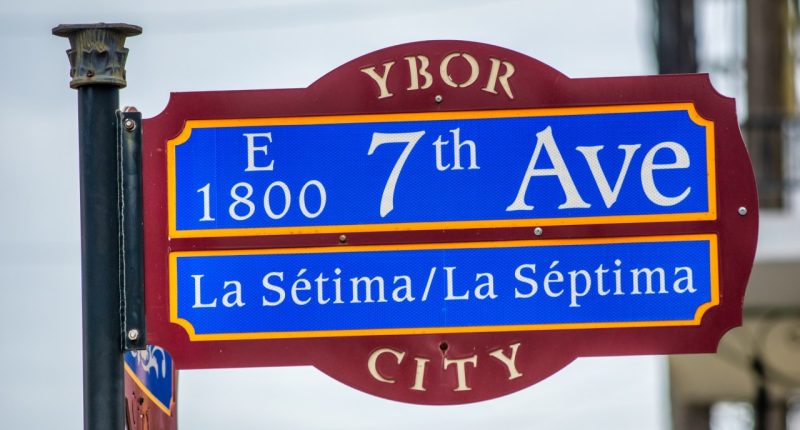 YBOR
E
1800 7th Ave
La Sétima/La Séptima
CITY